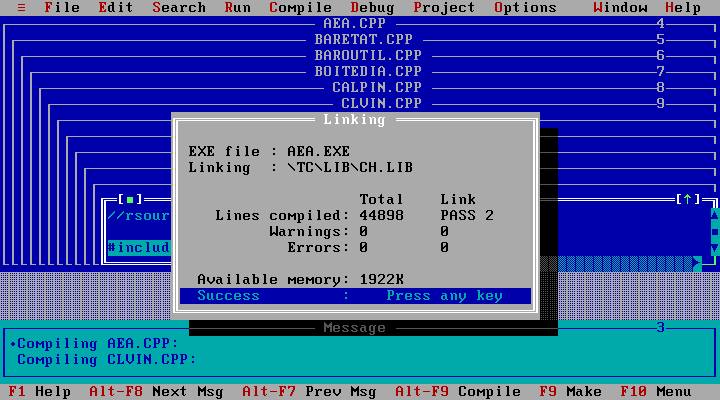 ≡ File Edit Search Run Compile Debug Project Options Window Help
AEA.CPP 4
BARETAT.CPP 5
BAROUTIL.CPP 6
BOITEDIA.CPP 7
CALPIN.CPP 8
CLVIN.CPP 9
Linking
EXE file : AEA.EXE
Linking : \TC\LIB\CH.LIB
Total Link
Lines compiled: 44898 PASS 2
Warnings: 0 0
Errors: 0 0
Available memory: 1922K
Success : Press any key
[■] [↑]
//rsour
#includ
Message 3
•Compiling AEA.CPP:
Compiling CLVIN.CPP:
F1 Help Alt-F8 Next Msg Alt-F7 Prev Msg Alt-F9 Compile F9 Make F10 Menu